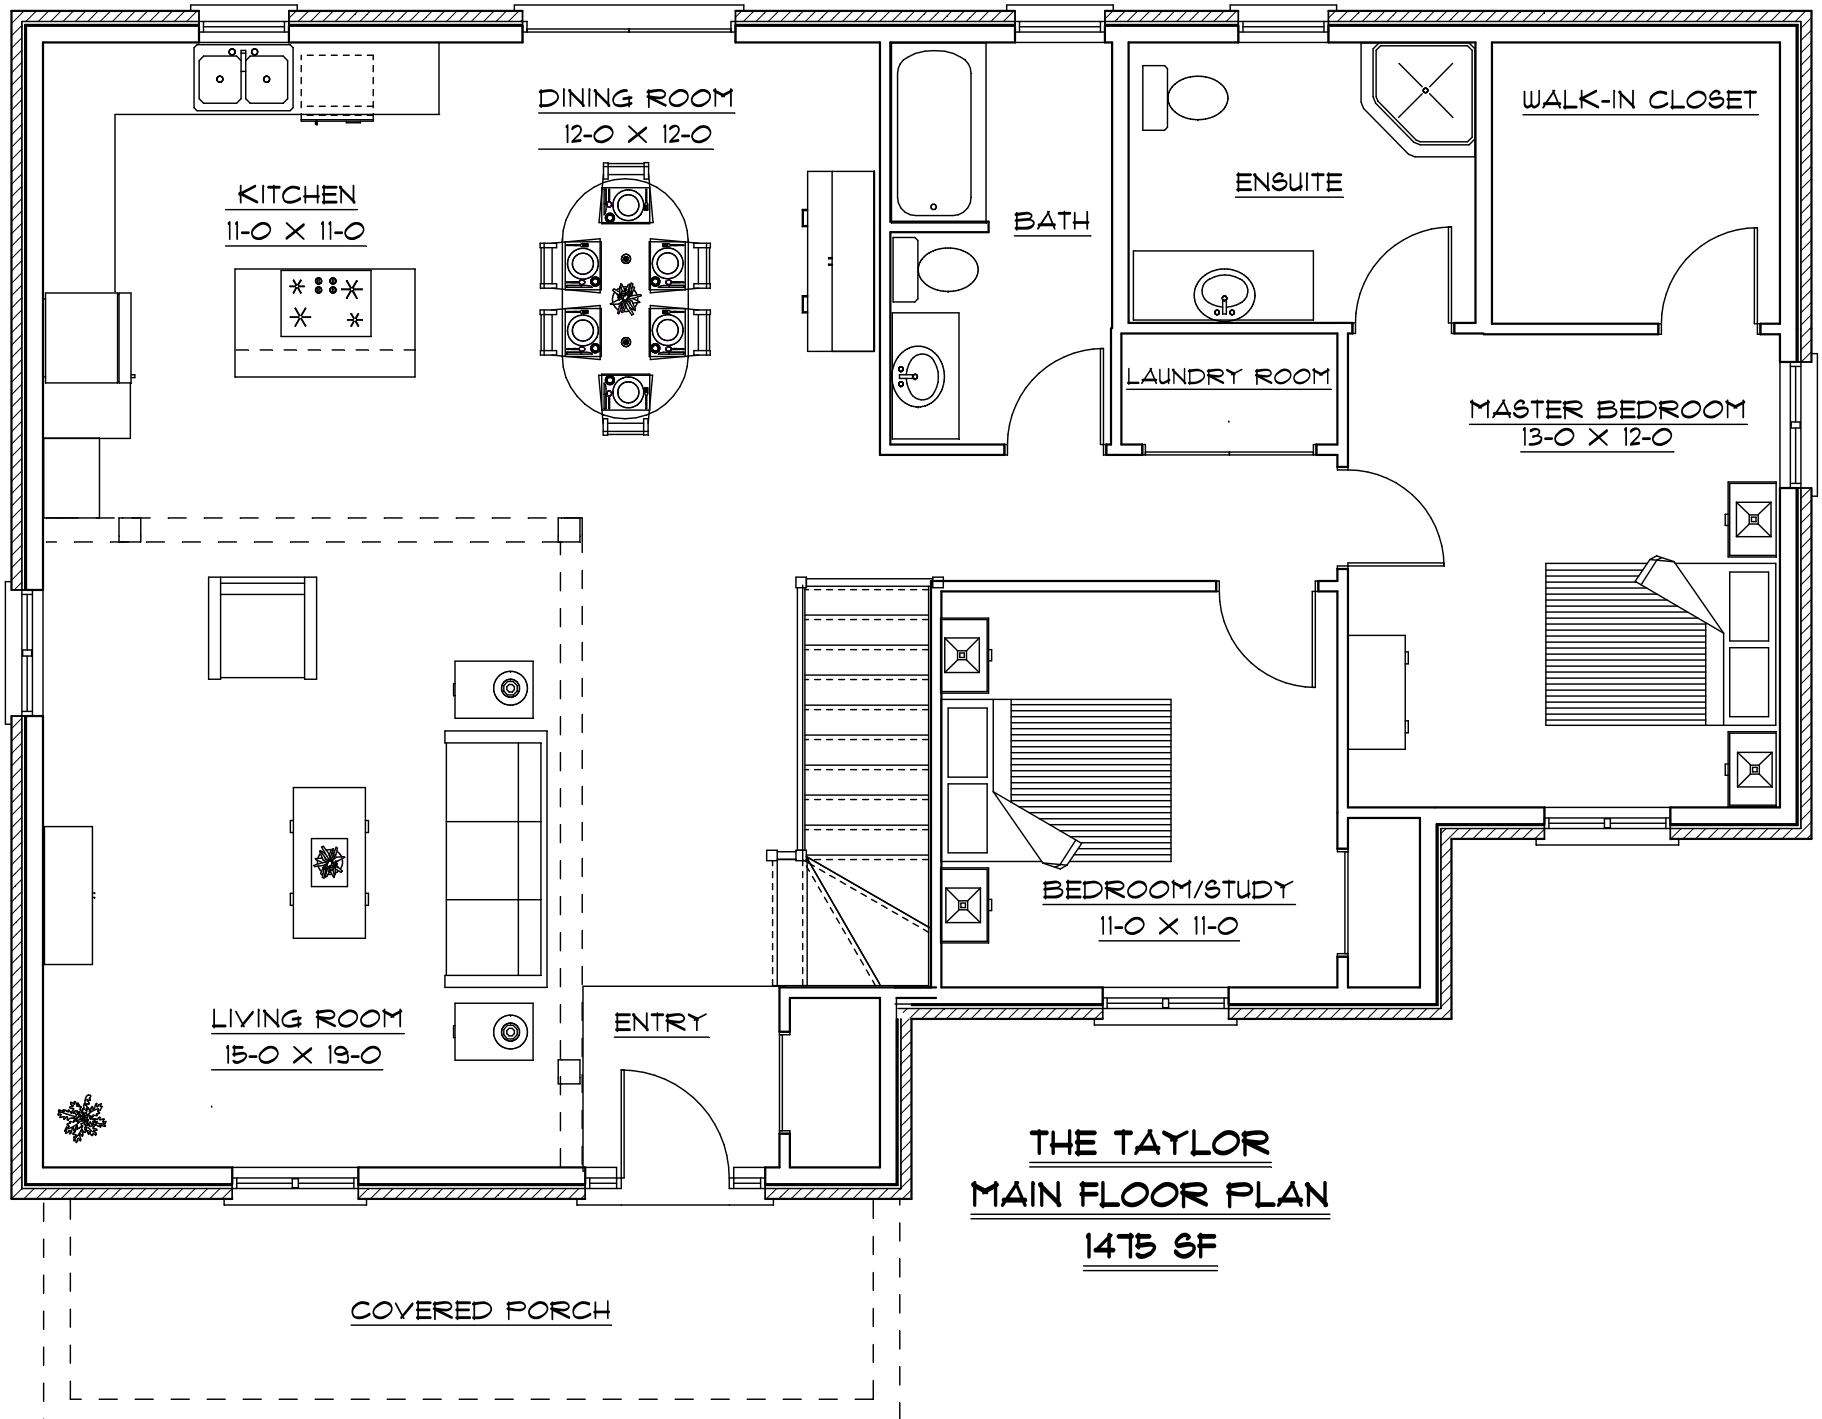 DINING ROOM
12-0 X 12-0
WALK-IN CLOSET
KITCHEN
11-0 X 11-0
ENSUITE
BATH
LAUNDRY ROOM
MASTER BEDROOM
13-0 X 12-0
BEDROOM/STUDY
11-0 X 11-0
LIVING ROOM
15-0 X 19-0
ENTRY
THE TAYLOR
MAIN FLOOR PLAN
1475 SF
COVERED PORCH